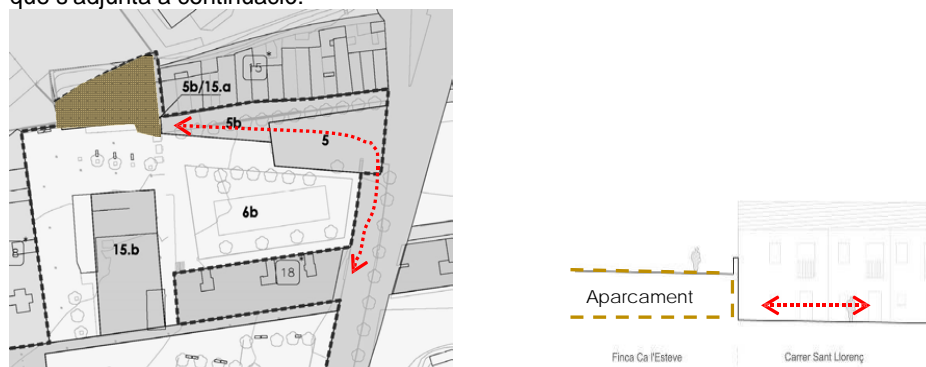 que s'adjunta a continuació:
15*
5b/15.a
5b
5
6b
15.b
18*
8
Aparcament
Finca Ca l'Esteve
Carrer Sant Llorenç